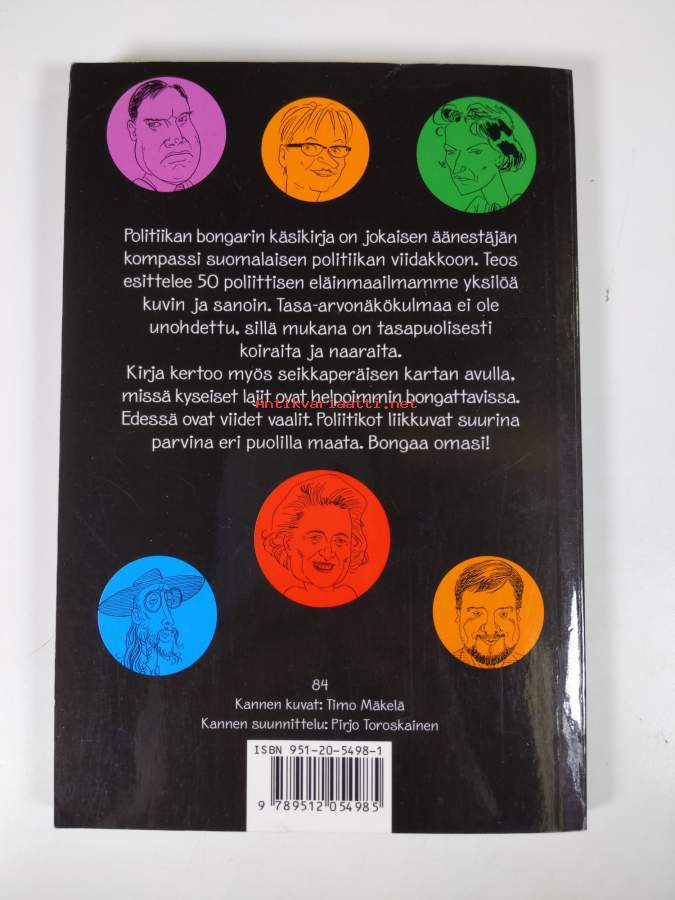 Politiikan bongarin käsikirja on jokaisen äänestäjän
kompassi suomalaisen politiikan viidakkoon. Teos
esittelee 50 poliittisen eläinmaailmamme yksilöä
kuvin ja sanoin. Tasa-arvonäkökulmaa ei ole
unohdettu, sillä mukana on tasapuolisesti
koiraita ja naaraita.
Kirja kertoo myös seikkaperäisen kartan avulla,
missä kyseiset lajit ovat helpoimmin bongattavissa.
Antikvariaatti.net
Edessä ovat viidet vaalit. Poliitikot liikkuvat suurina
parvina eri puolilla maata. Bongaa omasi!
84
Kannen kuvat: Timo Mäkelä
Kannen suunnittelu: Pirjo Toroskainen
ISBN 951-20-5498-1
9 789512 054985